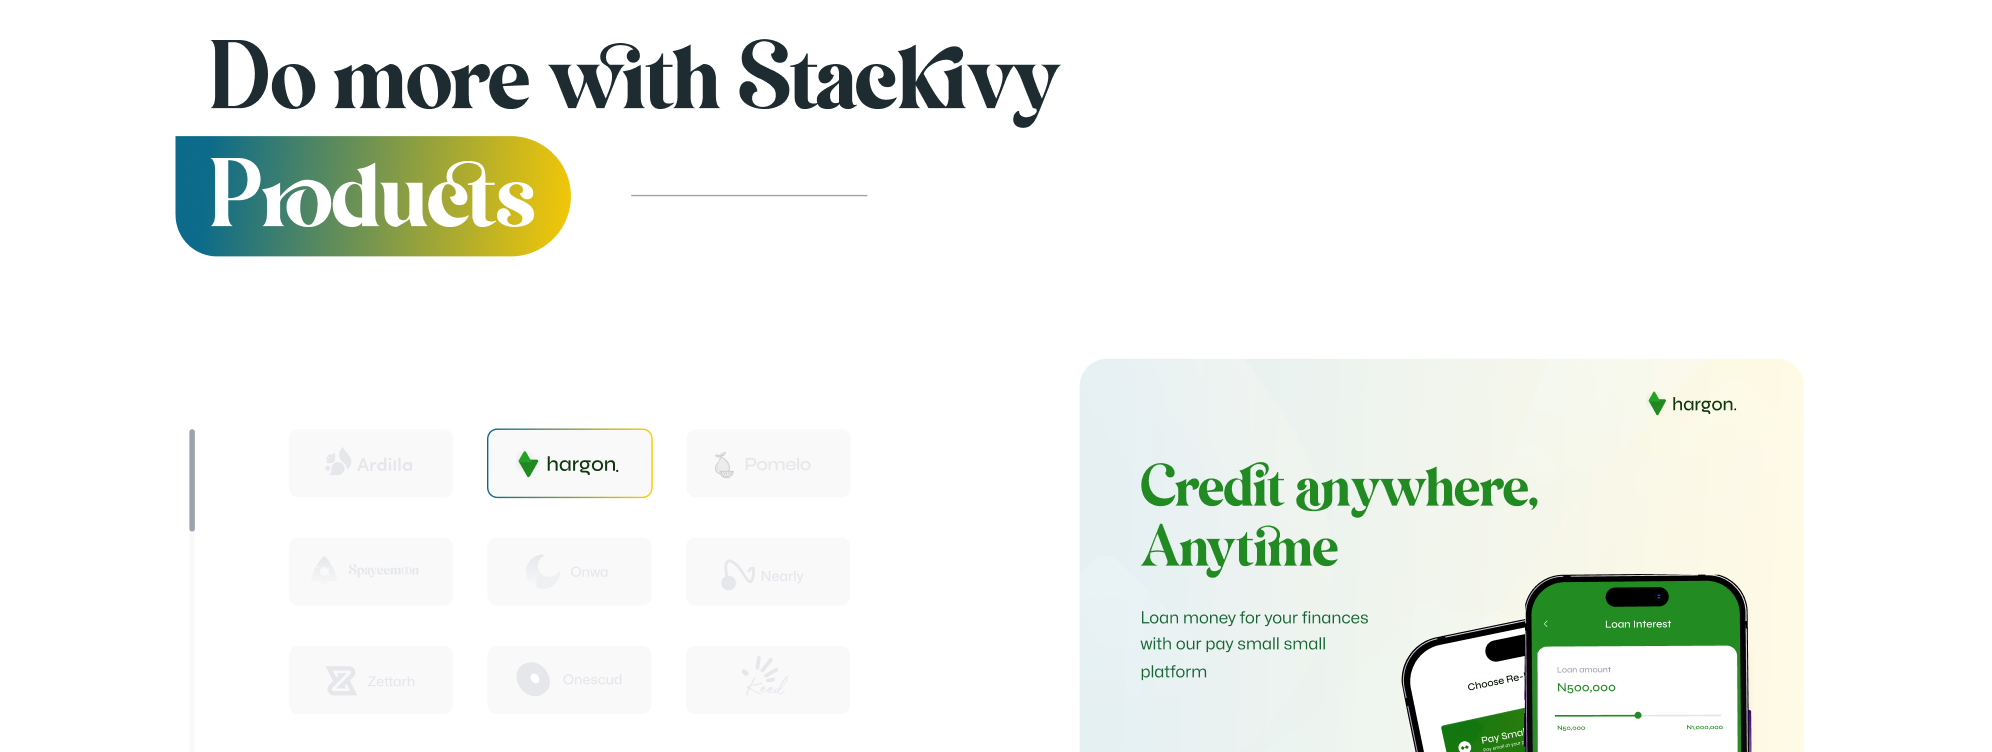 Do more with Stackivy
Products
Ardilla
hargon.
Pomelo
Spayeemoon
Onwa
Nearly
Zettarh
Onescud
Reed
hargon.
Credit anywhere,
Anytime
Loan money for your finances
with our pay small small
platform
Choose Re-
Pay Smal
Loan Interest
Loan amount
N500,000
N50,000
N1,000,000